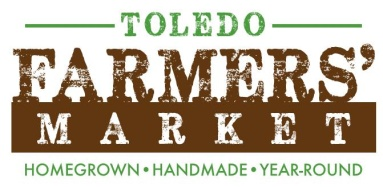 TOLEDO
FARMERS'
MARKET
HOMEGROWN • HANDMADE • YEAR-ROUND